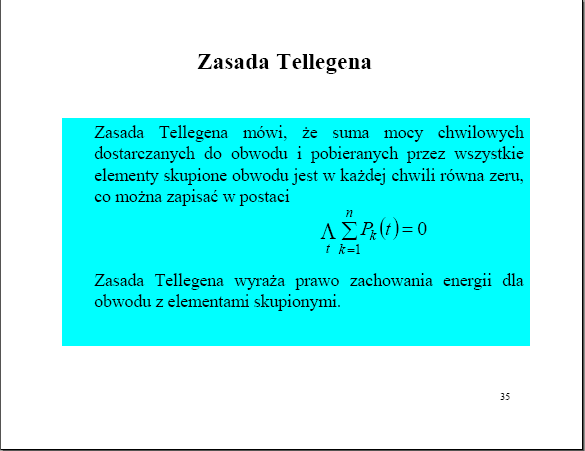 Zasada Tellegena
Zasada Tellegena mówi, że suma mocy chwilowych
dostarczanych do obwodu i pobieranych przez wszystkie
elementy skupione obwodu jest w każdej chwili równa zeru,
co można zapisać w postaci
n
Λ ∑ Pk(t) = 0
t k=1
Zasada Tellegena wyraża prawo zachowania energii dla
obwodu z elementami skupionymi.
35